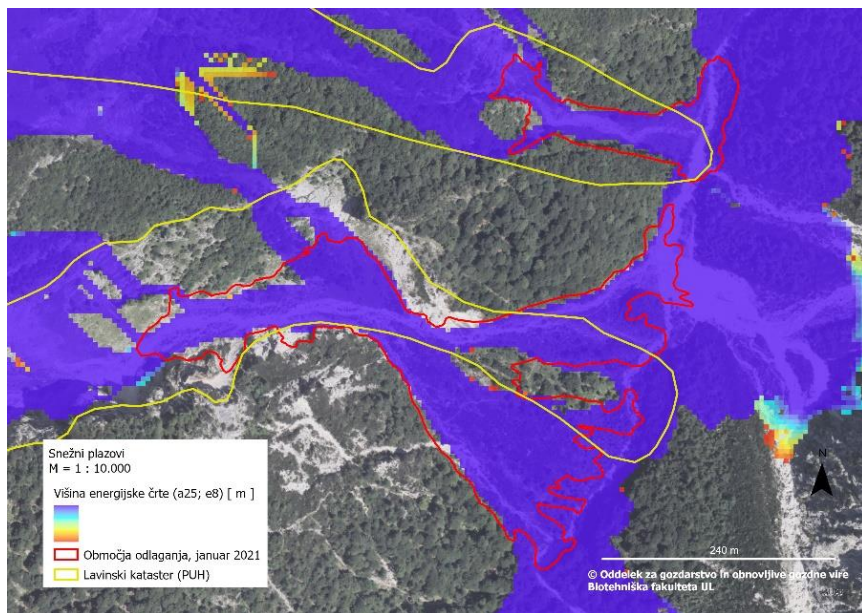 Snežni plazovi
M = 1 : 10.000
Višina energijske črte (a25; e8) [ m ]
Območja odlaganja, januar 2021
Lavinski kataster (PUH)
N
240 m
© Oddelek za gozdarstvo in obnovljive gozdne vire
Biotehniška fakulteta UL